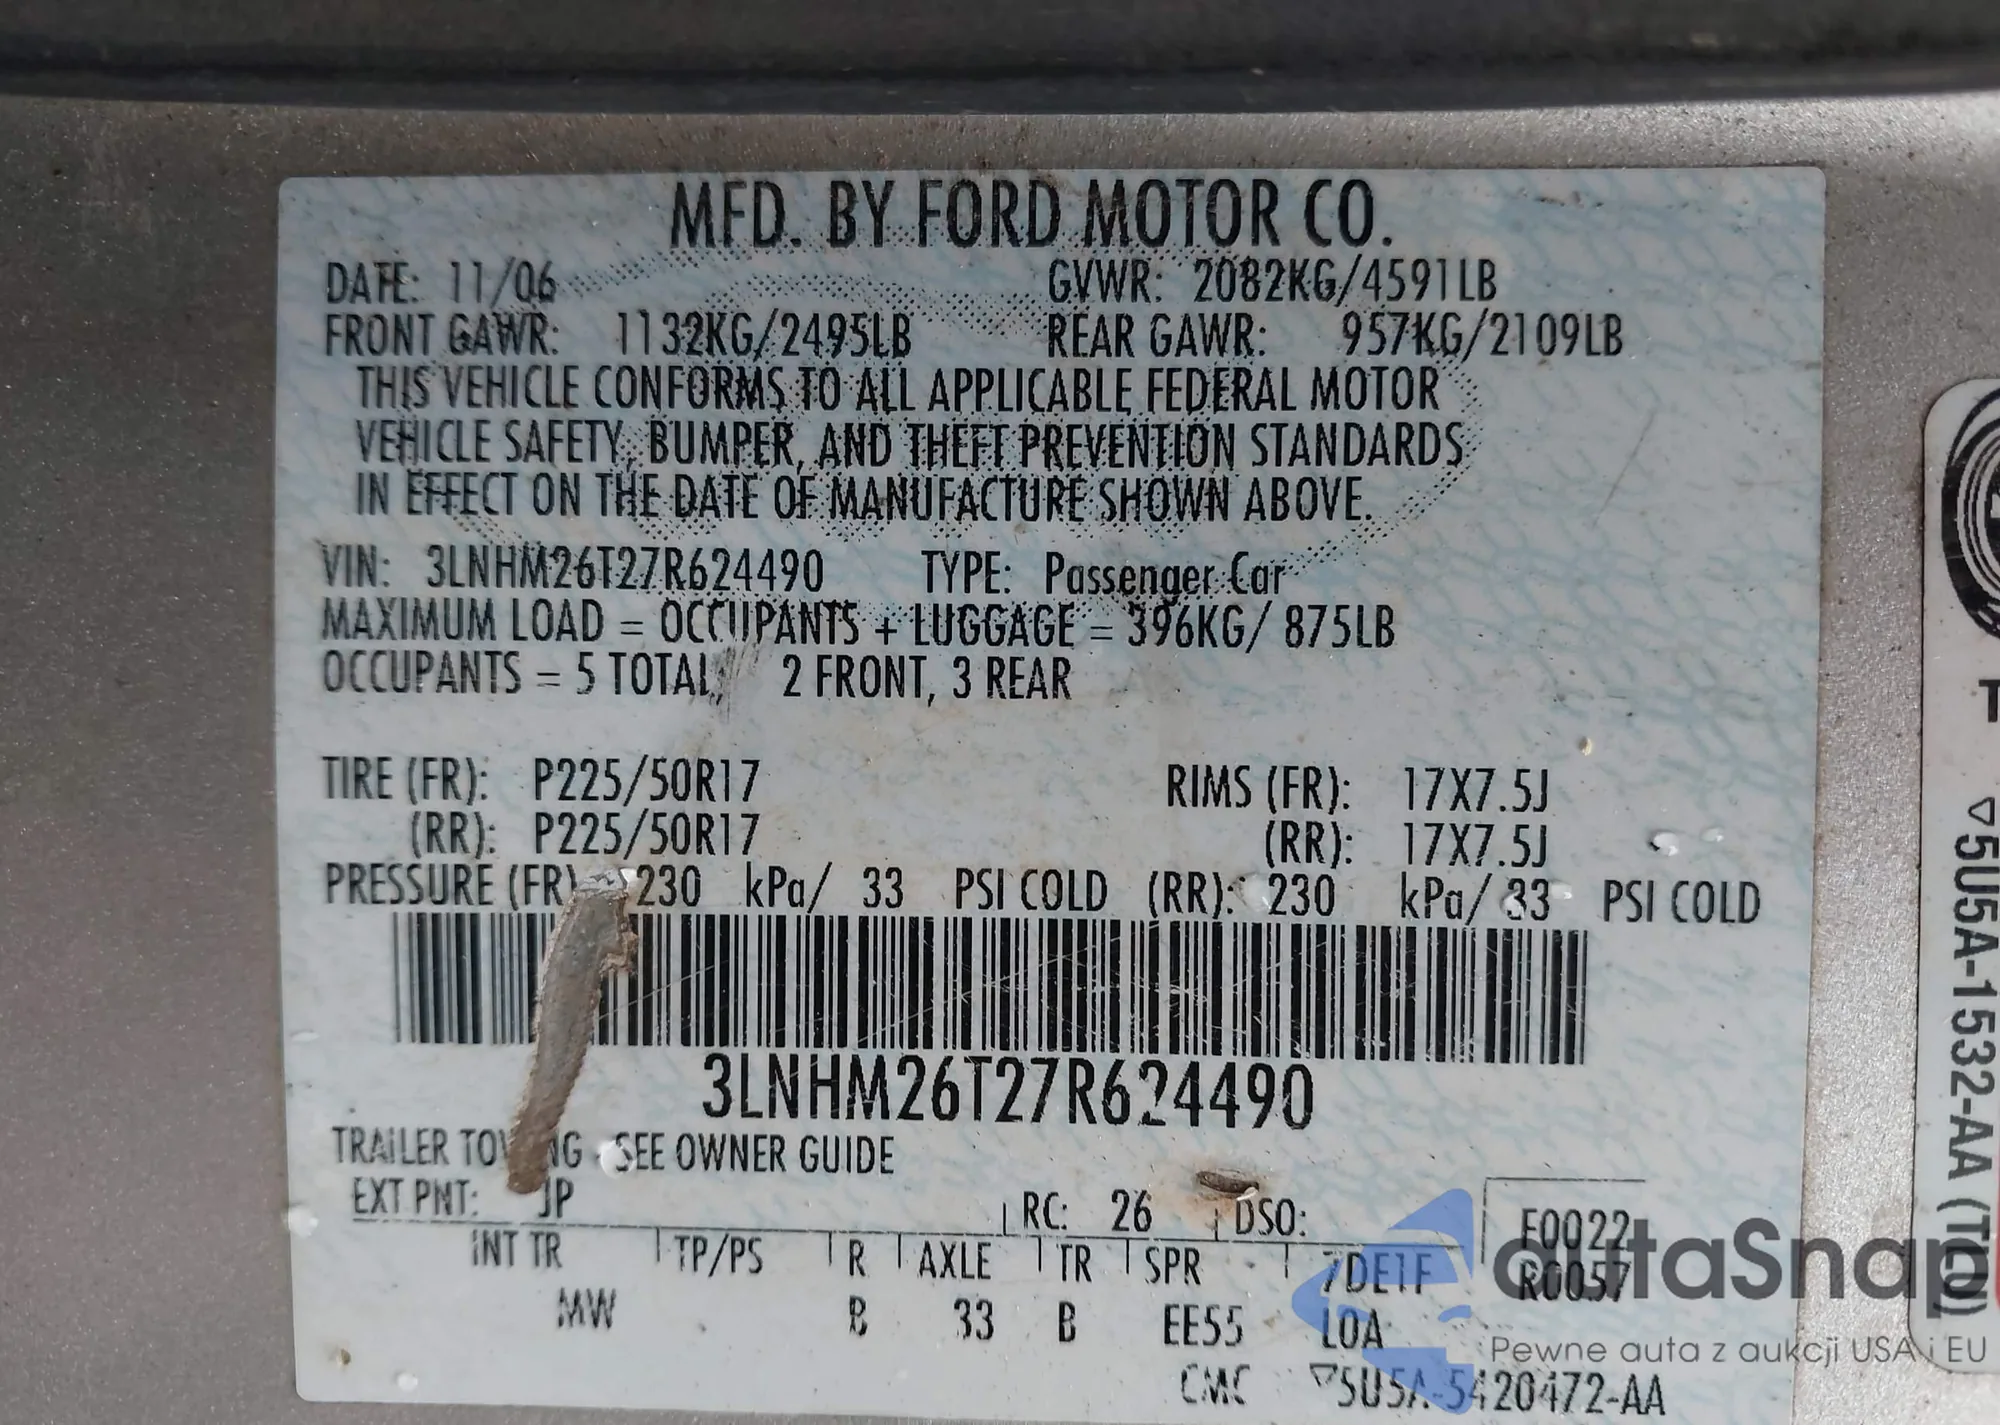 MFD. BY FORD MOTOR CO.
DATE: 11/06 GVWR: 2082KG/4591LB
FRONT GAWR: 1132KG/2495LB REAR GAWR: 957KG/2109LB
THIS VEHICLE CONFORMS TO ALL APPLICABLE FEDERAL MOTOR
VEHICLE SAFETY, BUMPER, AND THEFT PREVENTION STANDARDS
IN EFFECT ON THE DATE OF MANUFACTURE SHOWN ABOVE.
VIN: 3LNHM26T27R624490 TYPE: Passenger Car
MAXIMUM LOAD = OCCUPANTS + LUGGAGE = 396KG/ 875LB
OCCUPANTS = 5 TOTAL, 2 FRONT, 3 REAR
TIRE (FR): P225/50R17 RIMS (FR): 17X7.5J
(RR): P225/50R17 (RR): 17X7.5J
PRESSURE (FR) 230 kPa/ 33 PSI COLD (RR): 230 kPa/ 33 PSI COLD
3LNHM26T27R624490
TRAILER TOWING - SEE OWNER GUIDE
EXT PNT: JP RC: 26 DSO: F0022
INT TR TP/PS R AXLE TR SPR 7DE1F R0057
MW B 33 B EE55 LOA
CMC ▽5U5A-5420472-AA
▽5U5A-1532-AA (TEU)
autaSnap
Pewne auta z aukcji USA i EU